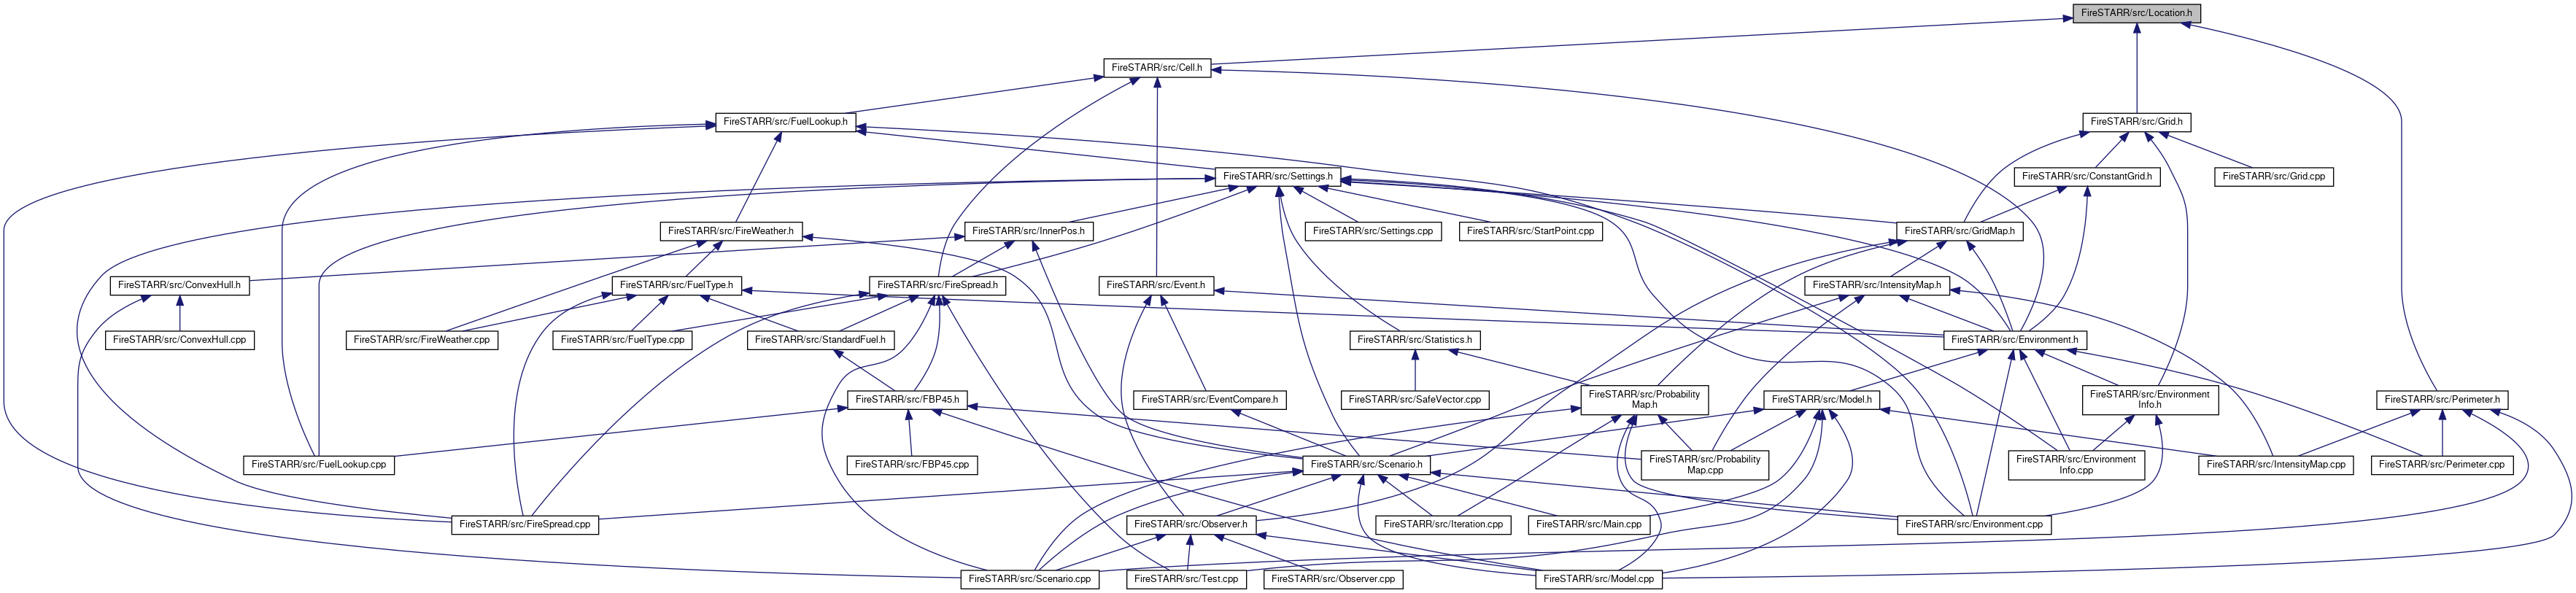 FireSTARR/src/Location.h
FireSTARR/src/Cell.h
FireSTARR/src/FuelLookup.h
FireSTARR/src/Grid.h
FireSTARR/src/Settings.h
FireSTARR/src/ConstantGrid.h
FireSTARR/src/Grid.cpp
FireSTARR/src/FireWeather.h
FireSTARR/src/InnerPos.h
FireSTARR/src/Settings.cpp
FireSTARR/src/StartPoint.cpp
FireSTARR/src/GridMap.h
FireSTARR/src/ConvexHull.h
FireSTARR/src/FuelType.h
FireSTARR/src/FireSpread.h
FireSTARR/src/Event.h
FireSTARR/src/IntensityMap.h
FireSTARR/src/ConvexHull.cpp
FireSTARR/src/FireWeather.cpp
FireSTARR/src/FuelType.cpp
FireSTARR/src/StandardFuel.h
FireSTARR/src/Statistics.h
FireSTARR/src/Environment.h
FireSTARR/src/FBP45.h
FireSTARR/src/EventCompare.h
FireSTARR/src/SafeVector.cpp
FireSTARR/src/Probability
Map.h
FireSTARR/src/Model.h
FireSTARR/src/Environment
Info.h
FireSTARR/src/Perimeter.h
FireSTARR/src/FuelLookup.cpp
FireSTARR/src/FBP45.cpp
FireSTARR/src/Scenario.h
FireSTARR/src/Probability
Map.cpp
FireSTARR/src/Environment
Info.cpp
FireSTARR/src/IntensityMap.cpp
FireSTARR/src/Perimeter.cpp
FireSTARR/src/FireSpread.cpp
FireSTARR/src/Observer.h
FireSTARR/src/Iteration.cpp
FireSTARR/src/Main.cpp
FireSTARR/src/Environment.cpp
FireSTARR/src/Scenario.cpp
FireSTARR/src/Test.cpp
FireSTARR/src/Observer.cpp
FireSTARR/src/Model.cpp